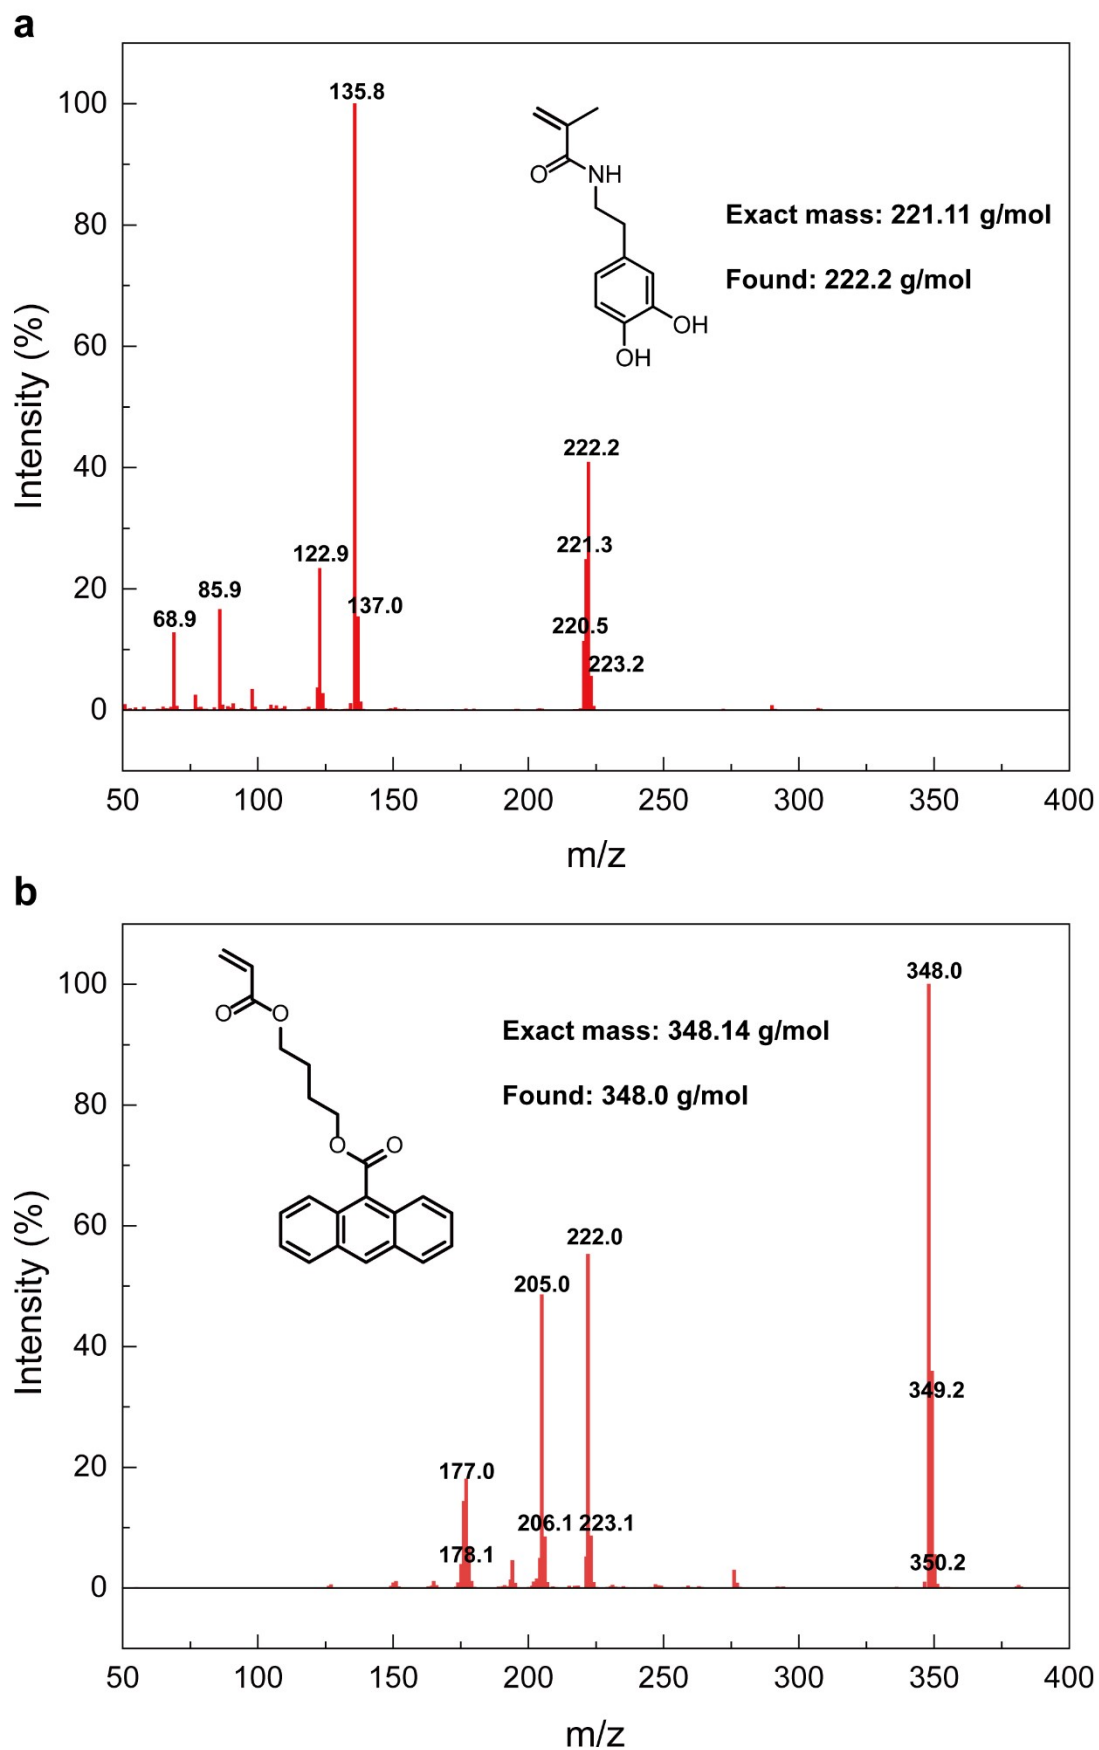 a
135.8
100
O
NH
Exact mass: 221.11 g/mol
80
Found: 222.2 g/mol
OH
OH
60
Intensity (%)
222.2
40
122.9
221.3
85.9
20
68.9
137.0
220.5
223.2
0
50 100 150 200 250 300 350 400
m/z
b
348.0
100
O
O
Exact mass: 348.14 g/mol
Found: 348.0 g/mol
80
O
O
60
222.0
Intensity (%)
205.0
40
349.2
20
177.0
206.1 223.1
178.1
350.2
0
50 100 150 200 250 300 350 400
m/z